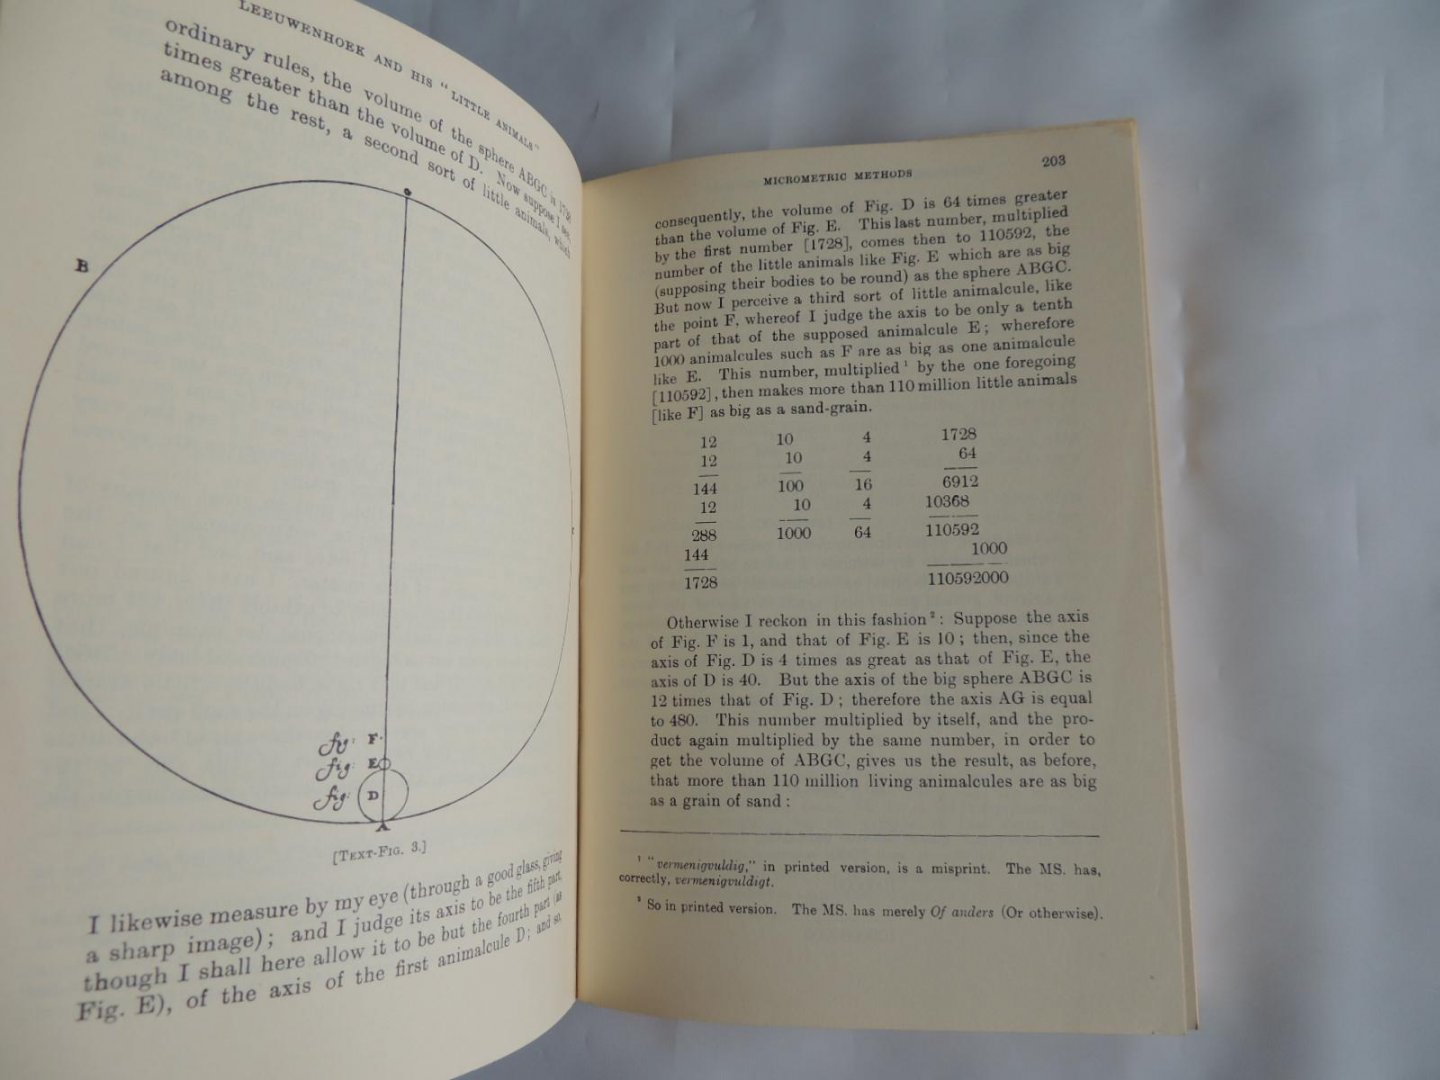 LEEUWENHOEK AND HIS "LITTLE ANIMALS"
ordinary rules, the volume of the sphere ABGC is 1728
times greater than the volume of D. Now suppose I see,
among the rest, a second sort of little animals, which
G
B
C
fig: F
fig: E
fig: D
A
[TEXT-FIG. 3.]
I likewise measure by my eye (through a good glass, giving
a sharp image); and I judge its axis to be the fifth part,
though I shall here allow it to be but the fourth part (as
Fig. E), of the axis of the first animalcule D; and so,
MICROMETRIC METHODS 203
consequently, the volume of Fig. D is 64 times greater
than the volume of Fig. E. This last number, multiplied
by the first number [1728], comes then to 110592, the
number of the little animals like Fig. E which are as big
(supposing their bodies to be round) as the sphere ABGC.
But now I perceive a third sort of little animalcule, like
the point F, whereof I judge the axis to be only a tenth
part of that of the supposed animalcule E; wherefore
1000 animalcules such as F are as big as one animalcule
like E. This number, multiplied¹ by the one foregoing
[110592], then makes more than 110 million little animals
[like F] as big as a sand-grain.
12 10 4 1728
12 10 4 64
144 100 16 6912
12 10 4 10368
288 1000 64 110592
144 1000
1728 110592000
Otherwise I reckon in this fashion²: Suppose the axis
of Fig. F is 1, and that of Fig. E is 10; then, since the
axis of Fig. D is 4 times as great as that of Fig. E, the
axis of D is 40. But the axis of the big sphere ABGC is
12 times that of Fig. D; therefore the axis AG is equal
to 480. This number multiplied by itself, and the pro-
duct again multiplied by the same number, in order to
get the volume of ABGC, gives us the result, as before,
that more than 110 million living animalcules are as big
as a grain of sand:
¹ "vermenigvuldig," in printed version, is a misprint. The MS. has,
correctly, vermenigvuldigt.
² So in printed version. The MS. has merely Of anders (Or otherwise).